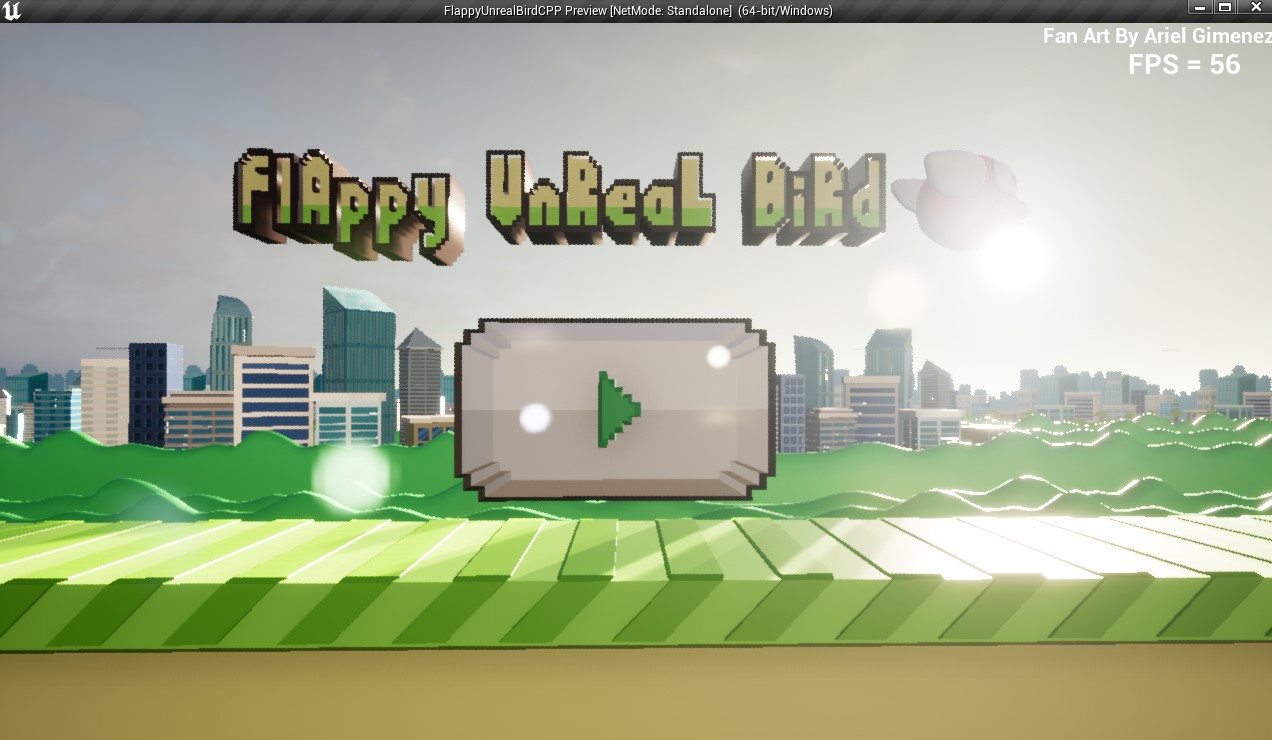 FlappyUnrealBirdCPP Preview [NetMode: Standalone] (64-bit/Windows)
Fan Art By Ariel Gimenez
FPS = 56
FlAppy UnReaL BiRd